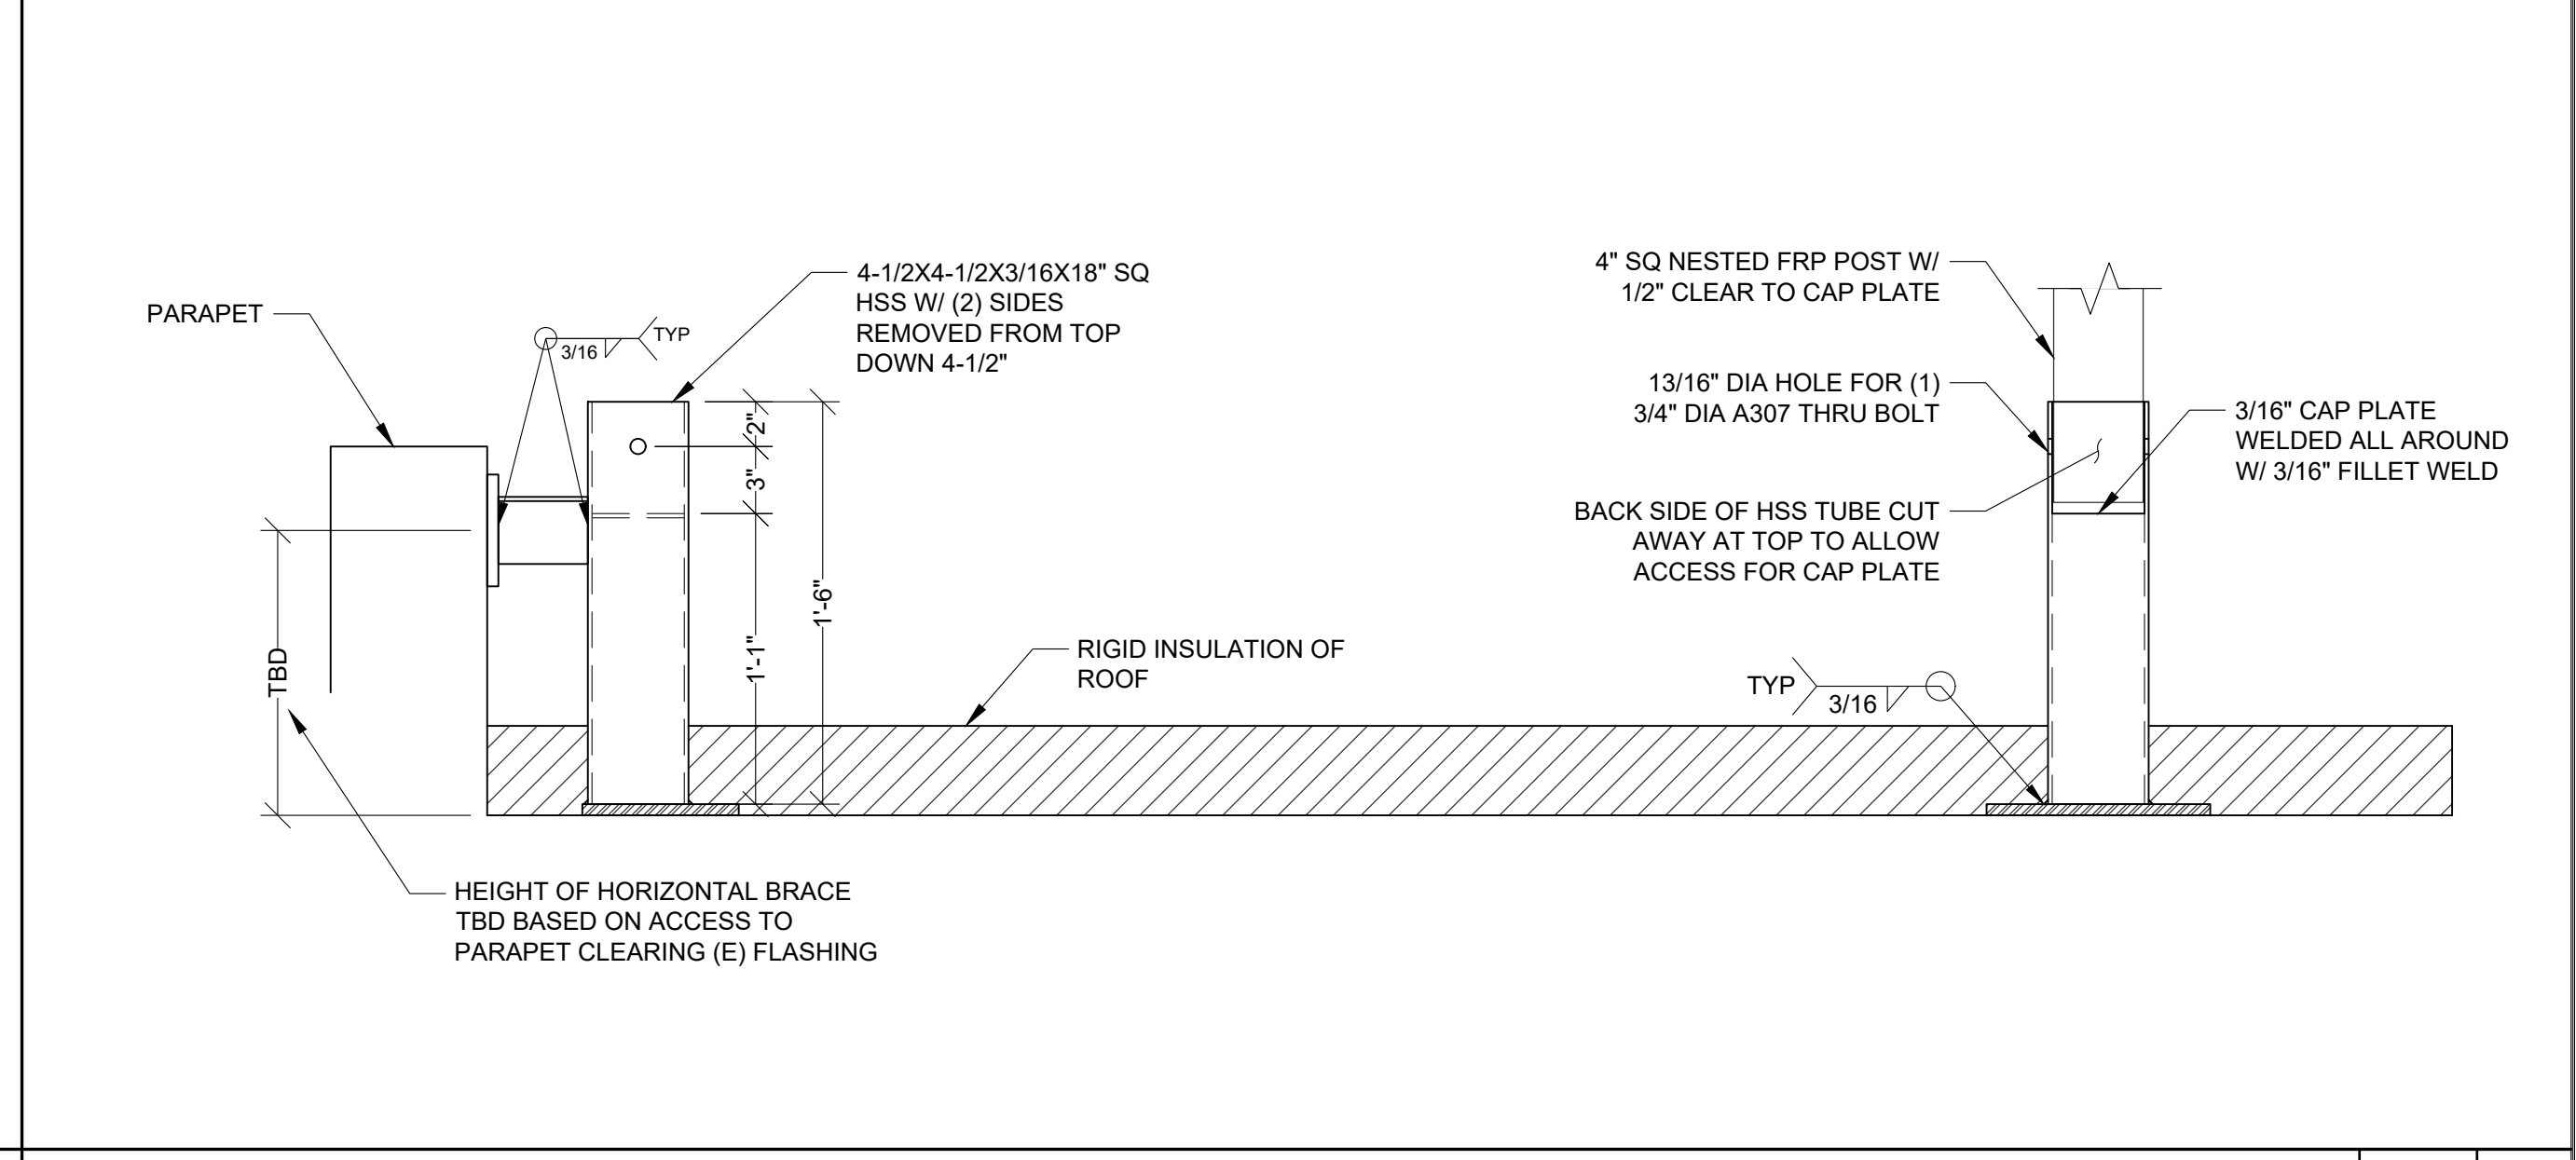 PARAPET
3/16
TYP
4-1/2X4-1/2X3/16X18" SQ
HSS W/ (2) SIDES
REMOVED FROM TOP
DOWN 4-1/2"
2"
3"
1'-1"
1'-6"
TBD
HEIGHT OF HORIZONTAL BRACE
TBD BASED ON ACCESS TO
PARAPET CLEARING (E) FLASHING
RIGID INSULATION OF
ROOF
4" SQ NESTED FRP POST W/
1/2" CLEAR TO CAP PLATE
13/16" DIA HOLE FOR (1)
3/4" DIA A307 THRU BOLT
BACK SIDE OF HSS TUBE CUT
AWAY AT TOP TO ALLOW
ACCESS FOR CAP PLATE
3/16" CAP PLATE
WELDED ALL AROUND
W/ 3/16" FILLET WELD
TYP
3/16